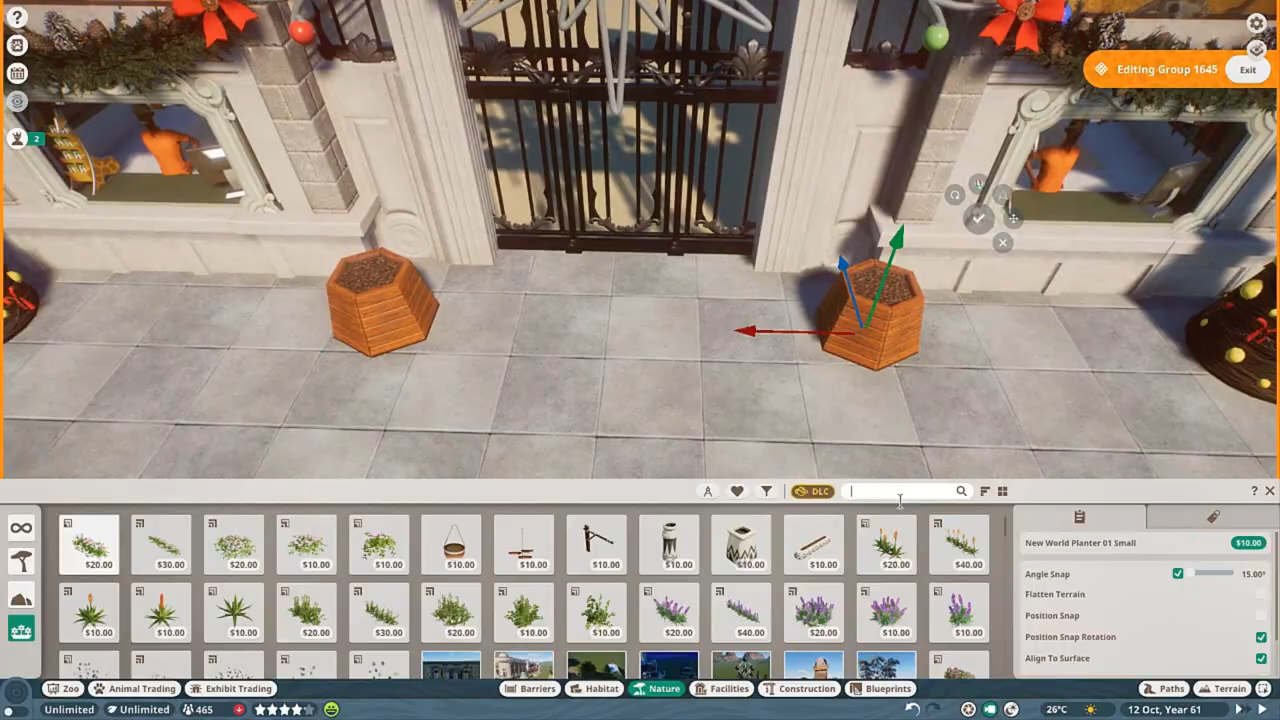 ?
Editing Group 1645
Exit
2
DLC
?
$20.00
$30.00
$20.00
$10.00
$10.00
$10.00
$10.00
$10.00
$10.00
$10.00
$10.00
$20.00
$40.00
New World Planter 01 Small
$10.00
Angle Snap
15.00°
Flatten Terrain
$10.00
$10.00
$10.00
$20.00
$30.00
$20.00
$10.00
$10.00
$20.00
$40.00
$20.00
$10.00
$10.00
Position Snap
Position Snap Rotation
Align To Surface
Zoo
Animal Trading
Exhibit Trading
Barriers
Habitat
Nature
Facilities
Construction
Blueprints
Paths
Terrain
Unlimited
Unlimited
465
26°C
12 Oct, Year 61